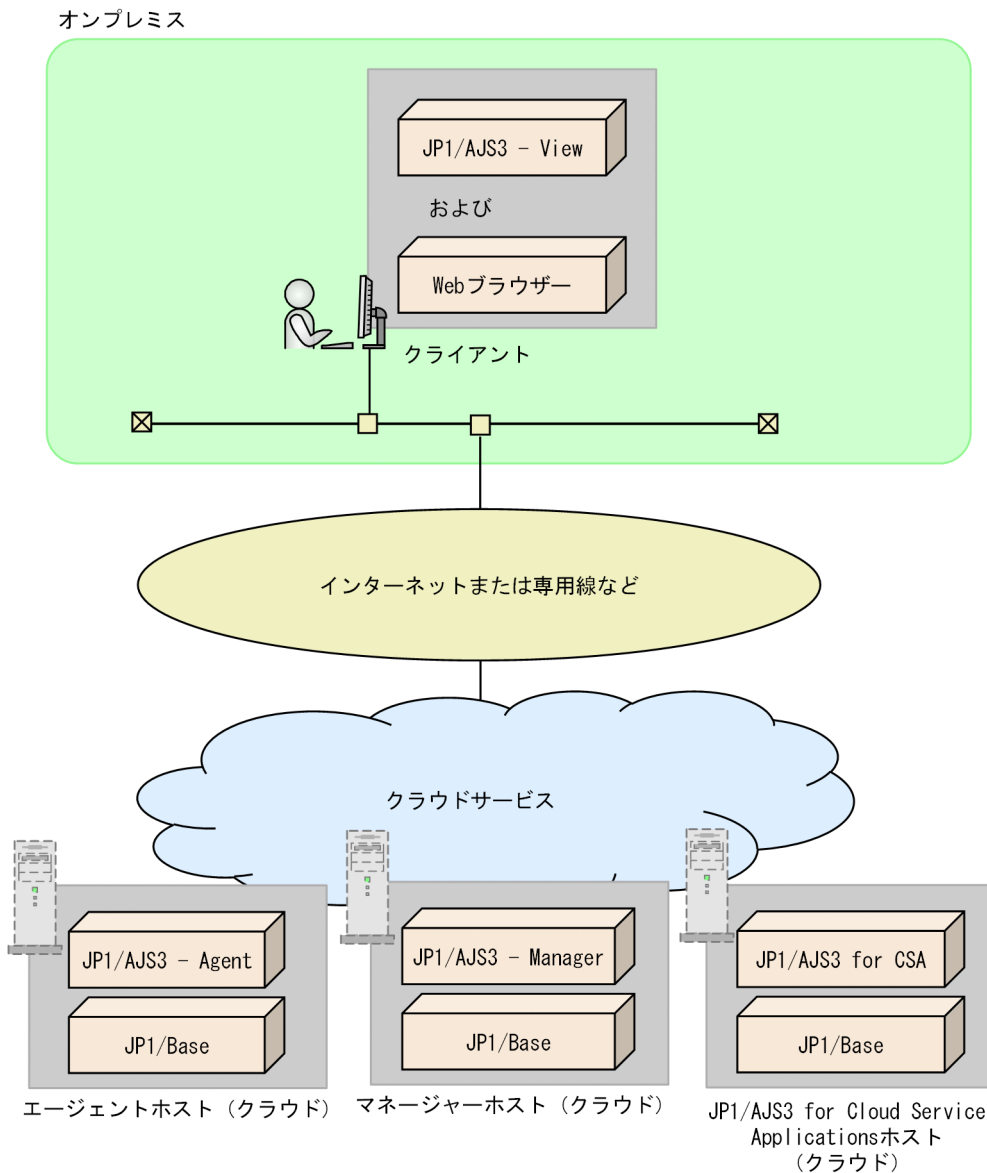 オンプレミス
JP1/AJS3 − View
および
Webブラウザー
クライアント
インターネットまたは専用線など
クラウドサービス
JP1/AJS3 − Agent
JP1/Base
エージェントホスト（クラウド）
JP1/AJS3 − Manager
JP1/Base
マネージャーホスト（クラウド）
JP1/AJS3 for CSA
JP1/Base
JP1/AJS3 for Cloud Service
Applicationsホスト
（クラウド）